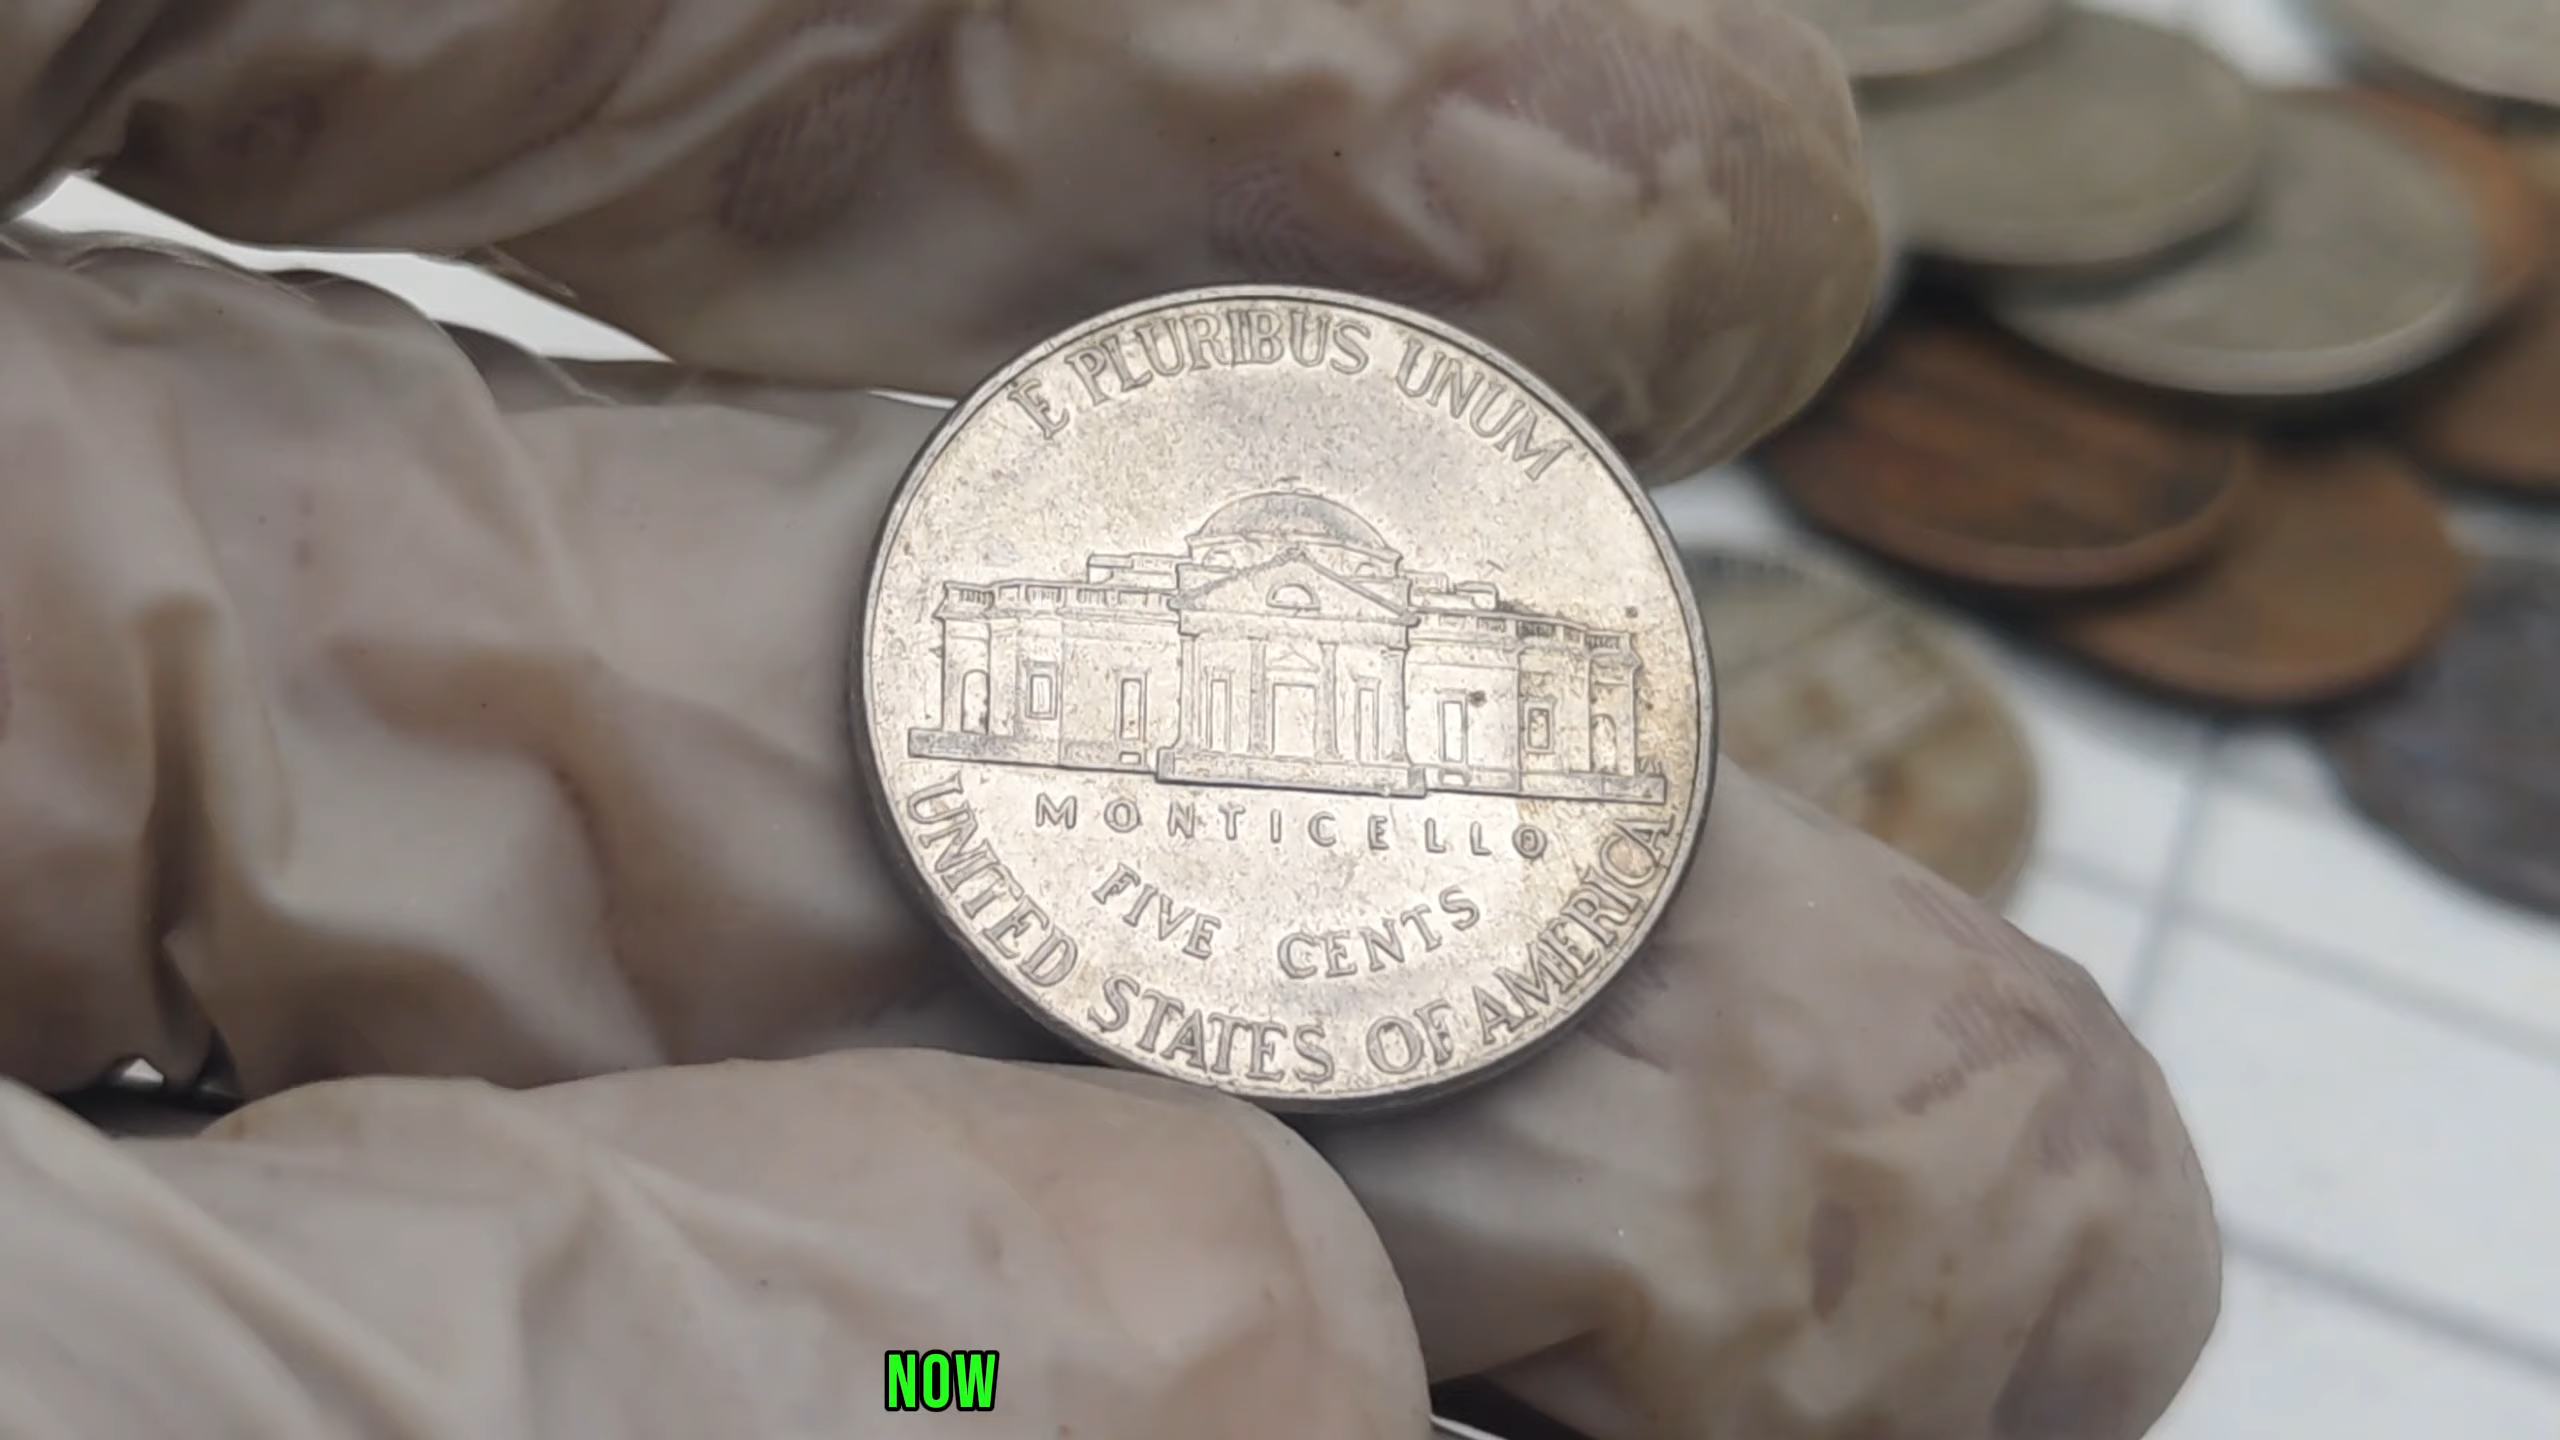 E PLURIBUS UNUM
MONTICELLO
FIVE CENTS
UNITED STATES OF AMERICA
NOW